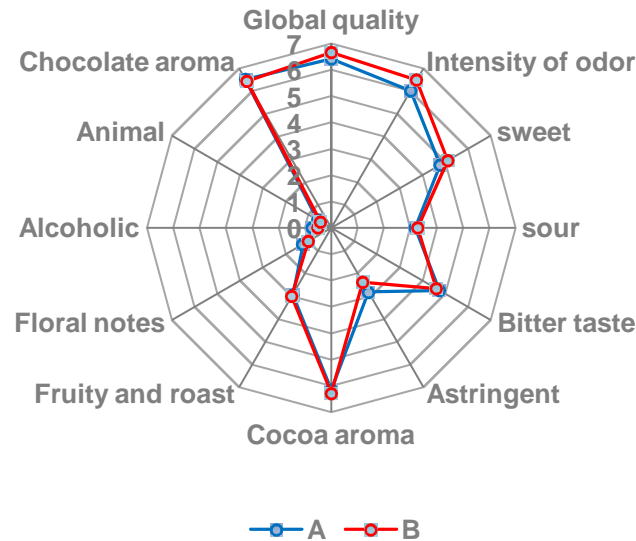 Global quality
Chocolate aroma
7
Intensity of odor
6
5
Animal
4
sweet
3
2
1
Alcoholic
0
sour
Floral notes
Bitter taste
Fruity and roast
Astringent
Cocoa aroma
A
B